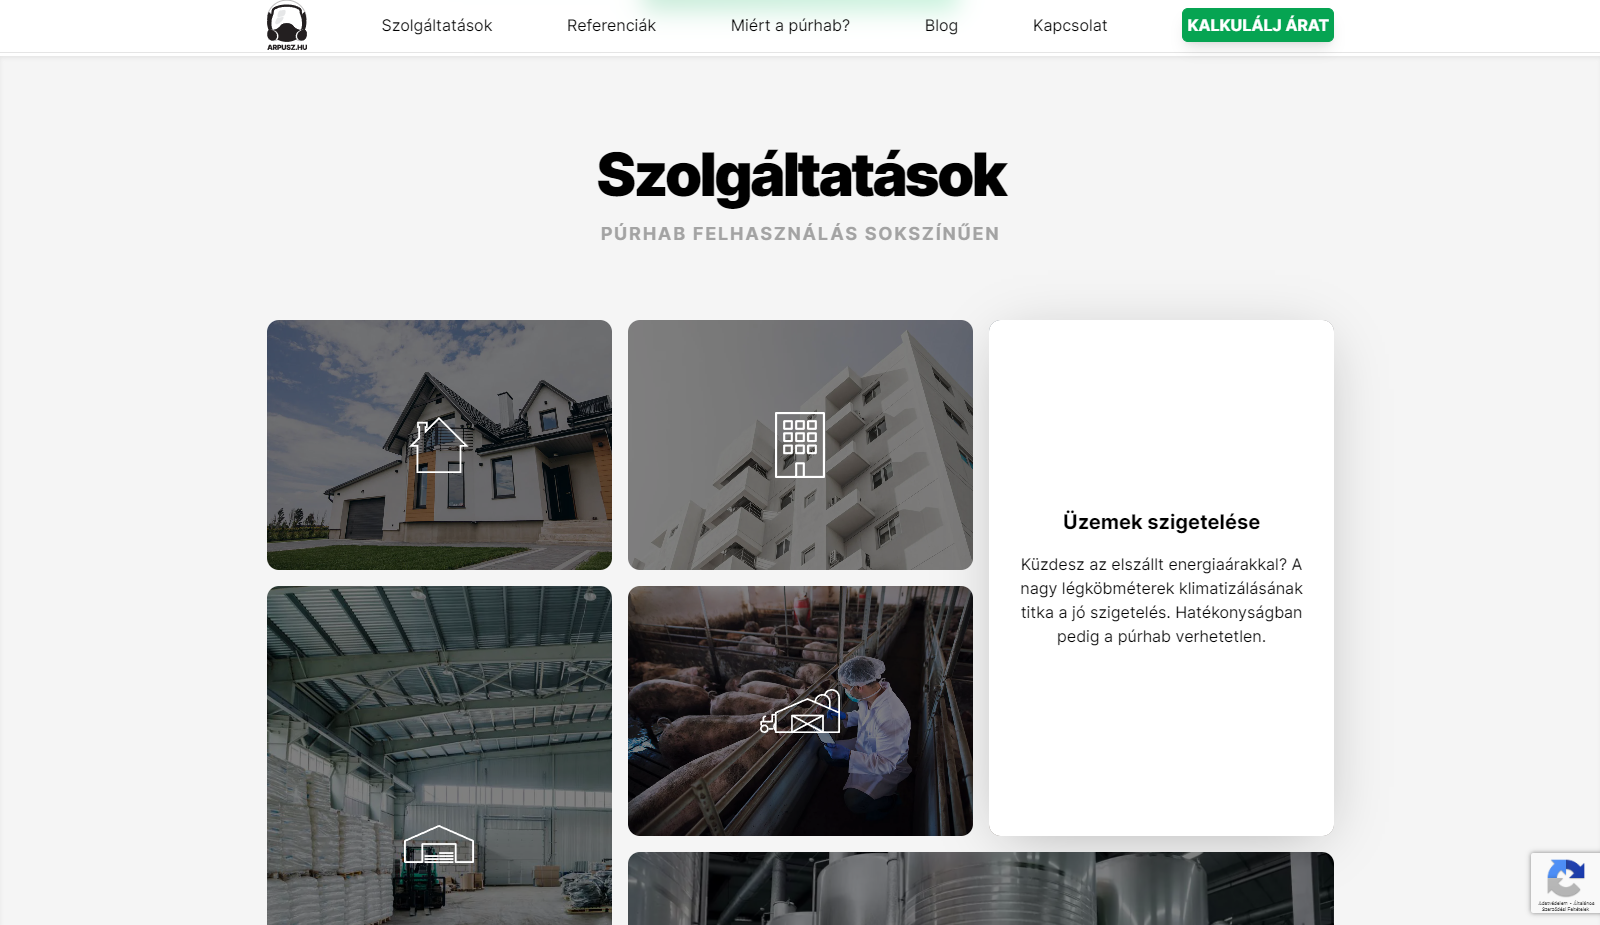 ARPUSZ.HU
Szolgáltatások
Referenciák
Miért a púrhab?
Blog
Kapcsolat
KALKULÁLJ ÁRAT
Szolgáltatások
PÚRHAB FELHASZNÁLÁS SOKSZÍNŰEN
Üzemek szigetelése
Küzdesz az elszállt energiaárakkal? A
nagy légköbméterek klimatizálásának
titka a jó szigetelés. Hatékonyságban
pedig a púrhab verhetetlen.
Adatvédelem - Általános
Szerződési Feltételek